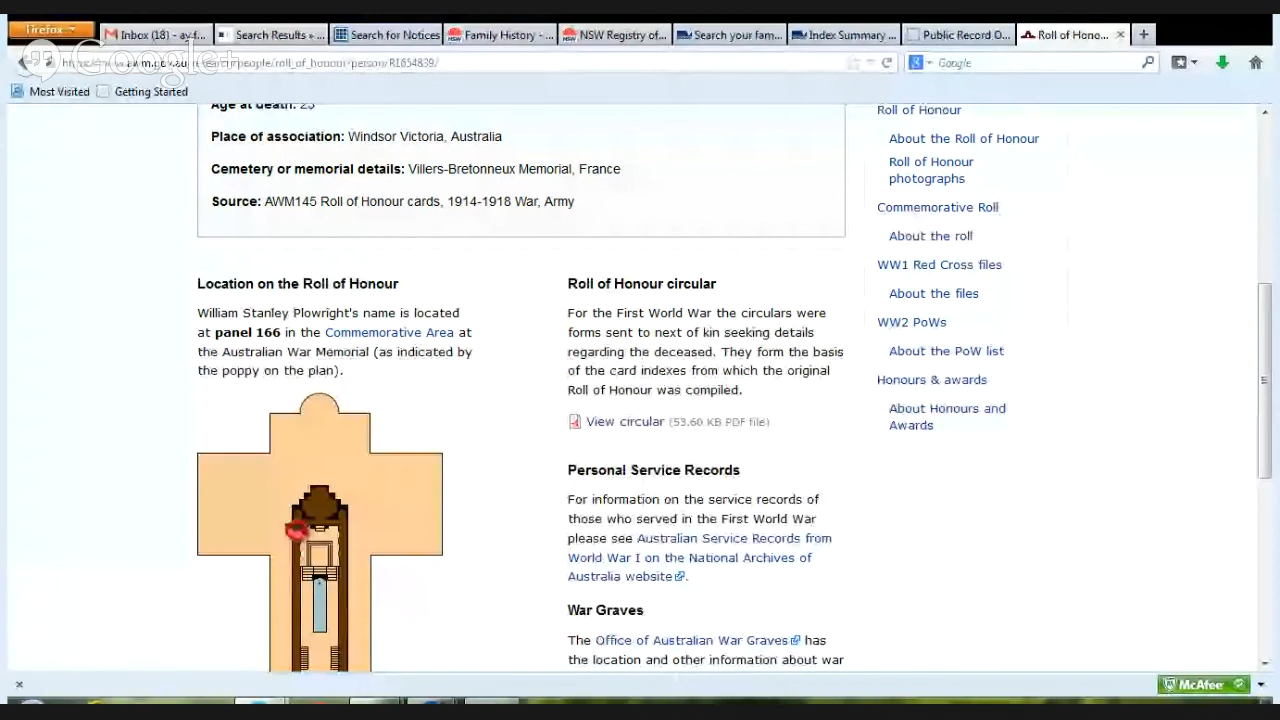 Firefox
Inbox (18) - ay.f...
Search Results « ...
Search for Notices
Family History - ...
NSW Registry of...
Search your fam...
Index Summary ...
Public Record O...
Roll of Hono...
Google+
people/roll_of_honour/person/R1654839/
Google
Most Visited
Getting Started
Age at death: 23
Place of association: Windsor Victoria, Australia
Cemetery or memorial details: Villers-Bretonneux Memorial, France
Source: AWM145 Roll of Honour cards, 1914-1918 War, Army
Location on the Roll of Honour
William Stanley Plowright's name is located
at panel 166 in the Commemorative Area at
the Australian War Memorial (as indicated by
the poppy on the plan).
Roll of Honour circular
For the First World War the circulars were
forms sent to next of kin seeking details
regarding the deceased. They form the basis
of the card indexes from which the original
Roll of Honour was compiled.
View circular (53.60 KB PDF file)
Personal Service Records
For information on the service records of
those who served in the First World War
please see Australian Service Records from
World War I on the National Archives of
Australia website.
War Graves
The Office of Australian War Graves has
the location and other information about war
Roll of Honour
About the Roll of Honour
Roll of Honour
photographs
Commemorative Roll
About the roll
WW1 Red Cross files
About the files
WW2 PoWs
About the PoW list
Honours & awards
About Honours and
Awards
McAfee